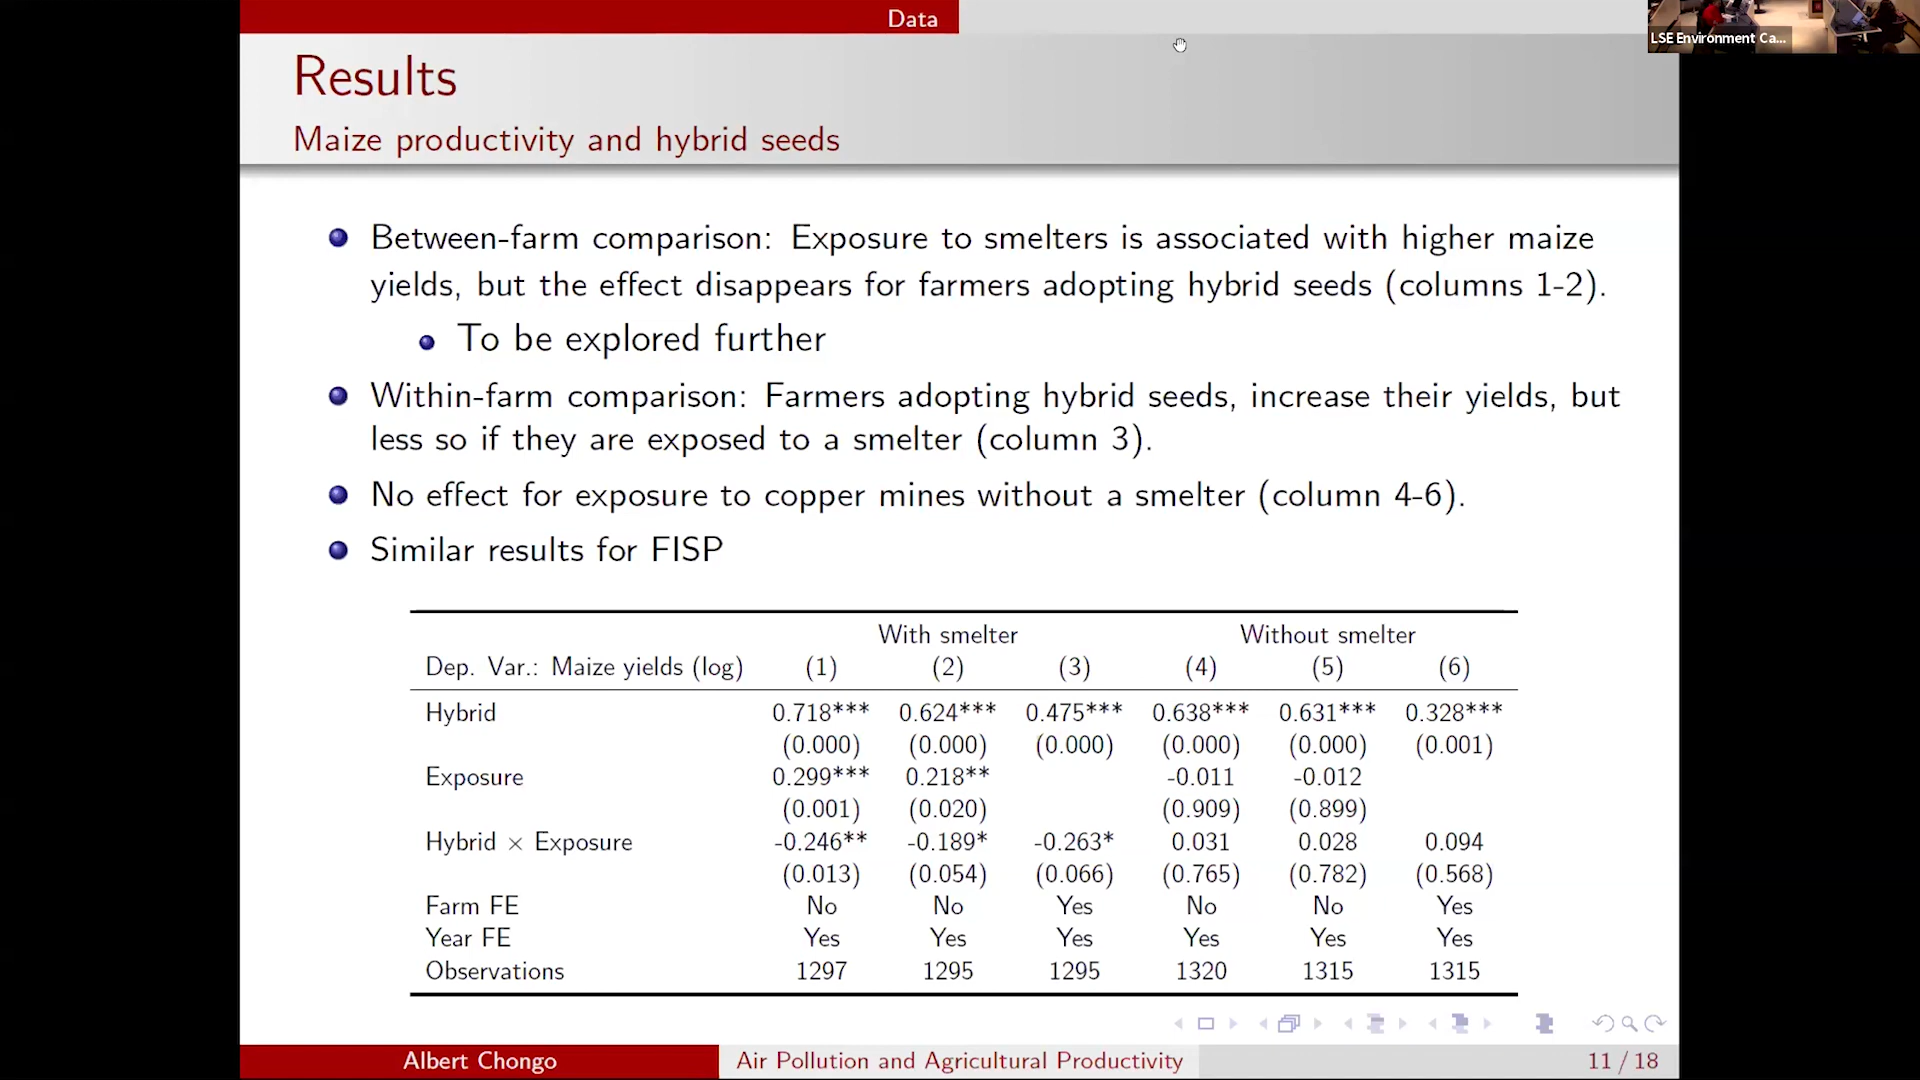 Data
LSE Environment Ca...
Results
Maize productivity and hybrid seeds
Between-farm comparison: Exposure to smelters is associated with higher maize
yields, but the effect disappears for farmers adopting hybrid seeds (columns 1-2).
To be explored further
Within-farm comparison: Farmers adopting hybrid seeds, increase their yields, but
less so if they are exposed to a smelter (column 3).
No effect for exposure to copper mines without a smelter (column 4-6).
Similar results for FISP
With smelter Without smelter
Dep. Var.: Maize yields (log) (1) (2) (3) (4) (5) (6)
Hybrid 0.718*** 0.624*** 0.475*** 0.638*** 0.631*** 0.328***
(0.000) (0.000) (0.000) (0.000) (0.000) (0.001)
Exposure 0.299*** 0.218** -0.011 -0.012
(0.001) (0.020) (0.909) (0.899)
Hybrid × Exposure -0.246** -0.189* -0.263* 0.031 0.028 0.094
(0.013) (0.054) (0.066) (0.765) (0.782) (0.568)
Farm FE No No Yes No No Yes
Year FE Yes Yes Yes Yes Yes Yes
Observations 1297 1295 1295 1320 1315 1315
Albert Chongo Air Pollution and Agricultural Productivity 11 / 18